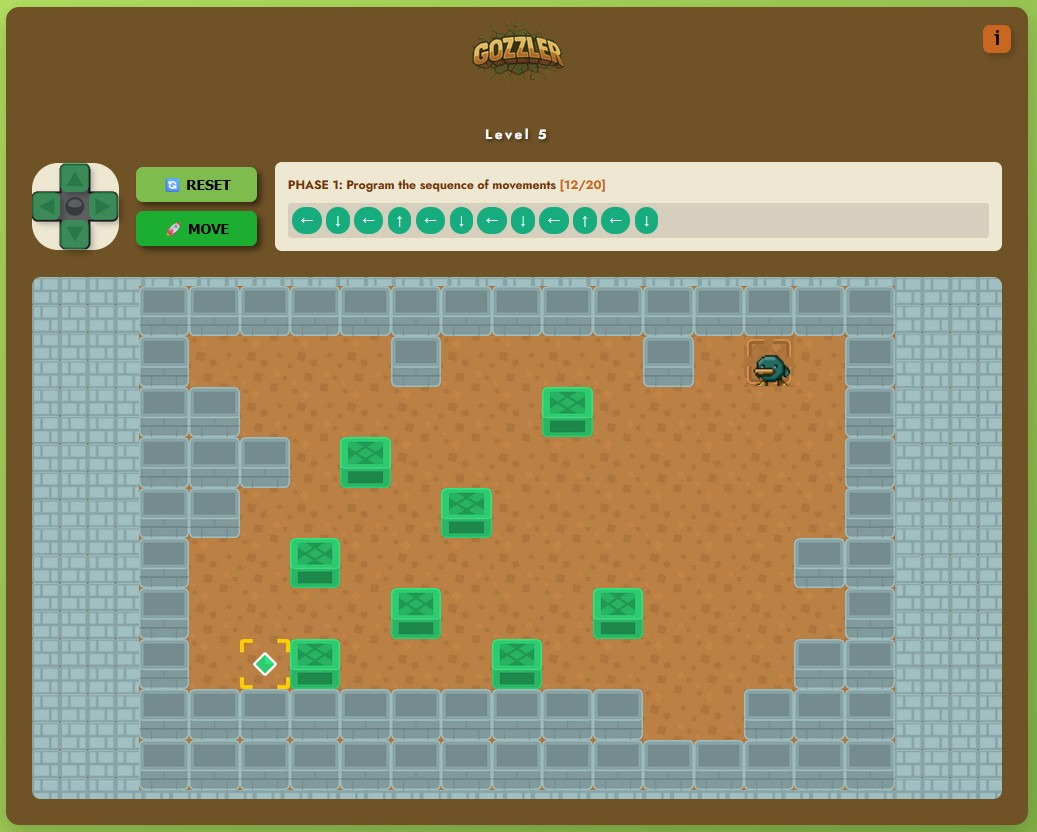 GOZZLER
i
Level 5
RESET
MOVE
PHASE 1: Program the sequence of movements [12/20]
← ↓ ← ↑ ← ↓ ← ↓ ← ↑ ← ↓